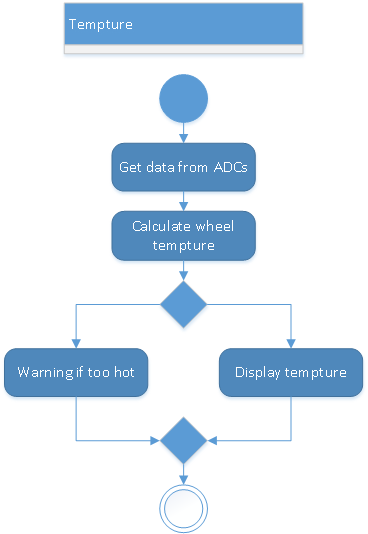 Tempture
Get data from ADCs
Calculate wheel
tempture
Warning if too hot
Display tempture